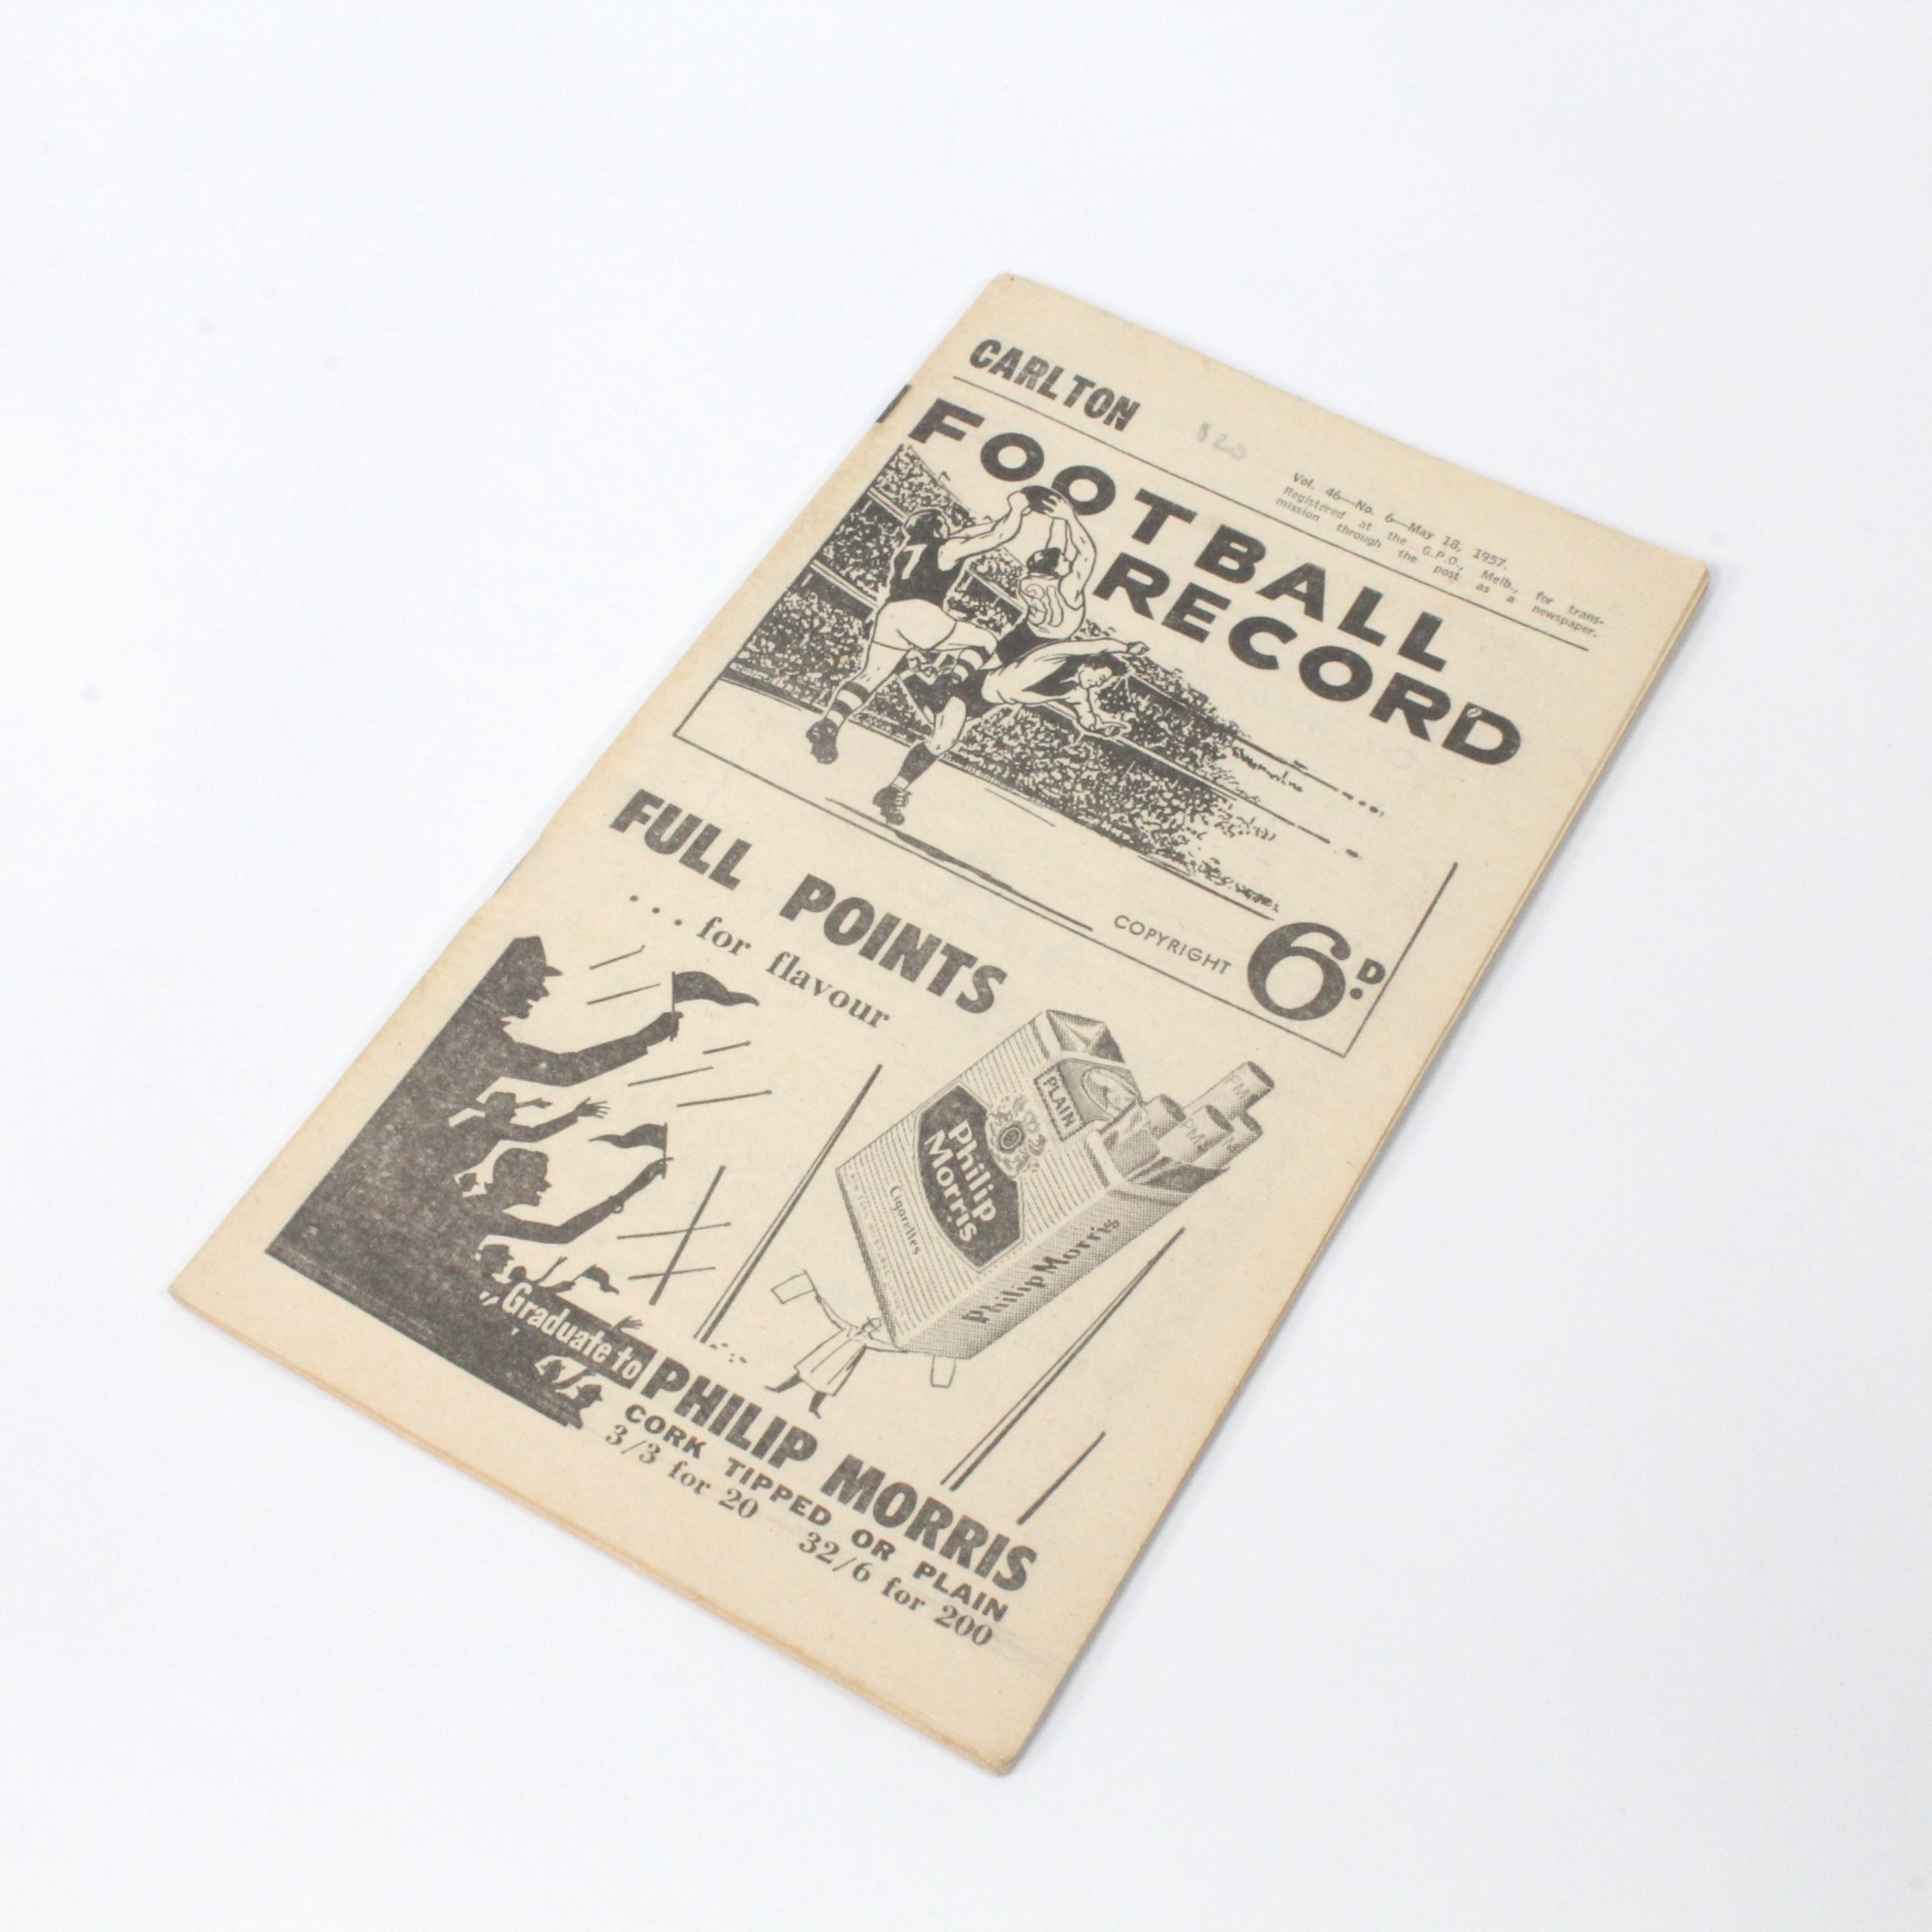 CARLTON
$20
Vol. 46—No. 6—May 18, 1957.
Registered at the G.P.O., Melb., for trans-
mission through the post as a newspaper.
FOOTBALL
RECORD
7
COPYRIGHT 6D.
FULL POINTS
...for flavour
PLAIN
Philip
Morris
Cigarettes
Philip Morris
Graduate to
PHILIP MORRIS
CORK TIPPED OR PLAIN
3/3 for 20 32/6 for 200